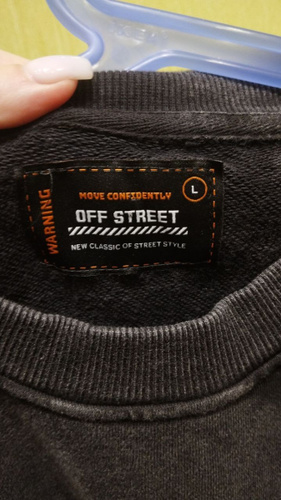 WARNING
MOVE CONFIDENTLY
L
OFF STREET
NEW CLASSIC OF STREET STYLE